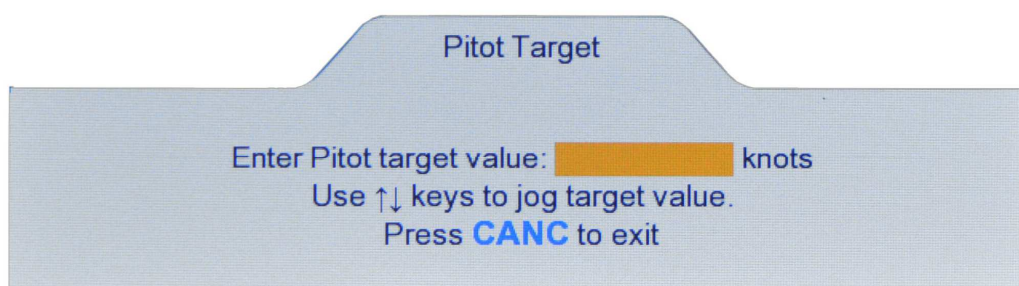 Pitot Target
Enter Pitot target value: knots
Use ↑↓ keys to jog target value.
Press CANC to exit